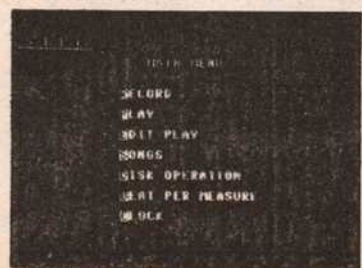 MENU
RECORD
PLAY
EDIT PLAY
SONGS
DISK OPERATION
BEAT PER MEASURE